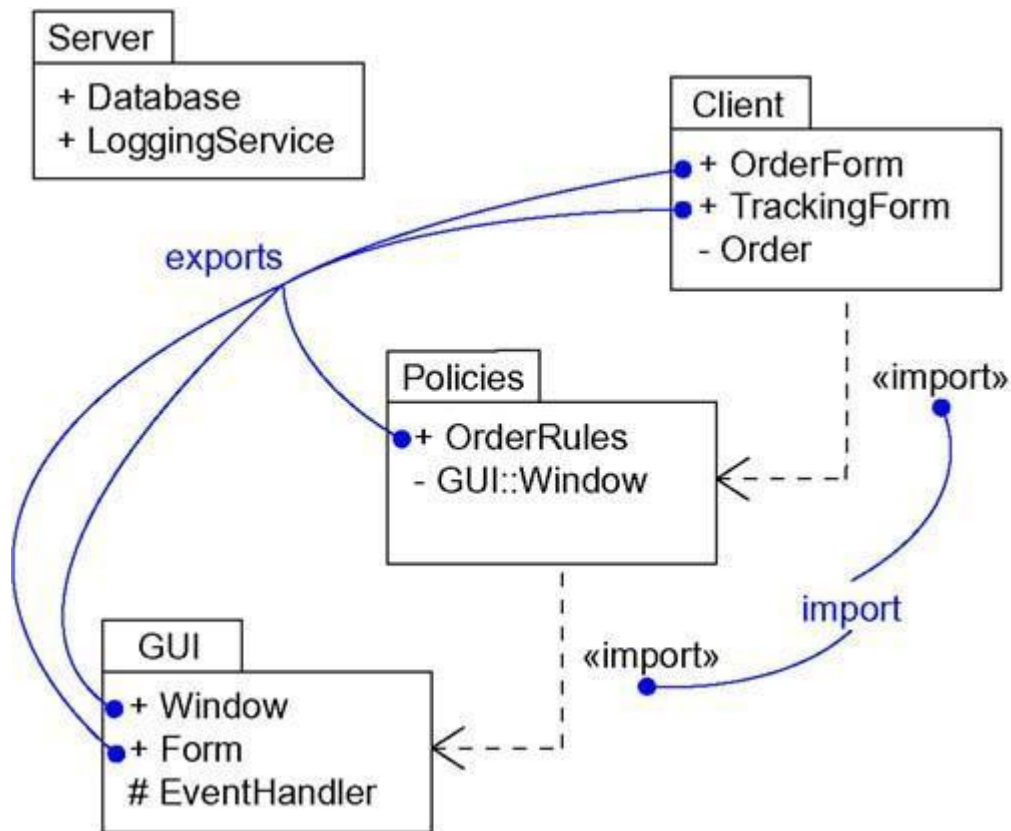 Server
+ Database
+ LoggingService
Client
+ OrderForm
+ TrackingForm
- Order
exports
Policies
+ OrderRules
- GUI::Window
«import»
import
«import»
GUI
+ Window
+ Form
# EventHandler